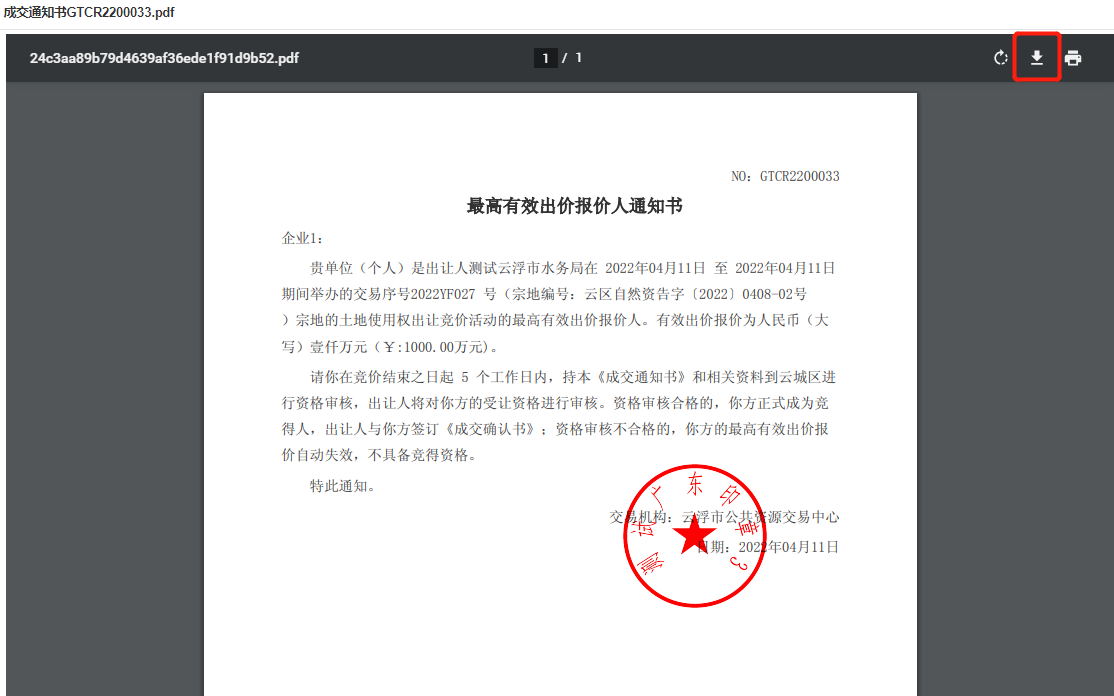 成交通知书GTCR2200033.pdf
24c3aa89b79d4639af36ede1f91d9b52.pdf
1 / 1
NO: GTCR2200033
最高有效出价报价人通知书
企业1:
贵单位（个人）是出让人测试云浮市水务局在 2022年04月11日 至 2022年04月11日
期间举办的交易序号2022YF027 号（宗地编号：云区自然资告字〔2022〕0408-02号
）宗地的土地使用权出让竞价活动的最高有效出价报价人。有效出价报价为人民币（大
写）壹仟万元（￥:1000.00万元)。
请你在竞价结束之日起 5 个工作日内，持本《成交通知书》和相关资料到云城区进
行资格审核，出让人将对你方的受让资格进行审核。资格审核合格的，你方正式成为竞
得人，出让人与你方签订《成交确认书》；资格审核不合格的，你方的最高有效出价报
价自动失效，不具备竞得资格。
特此通知。
交易机构：云浮市公共资源交易中心
日期：2022年04月11日
测试广东印章3